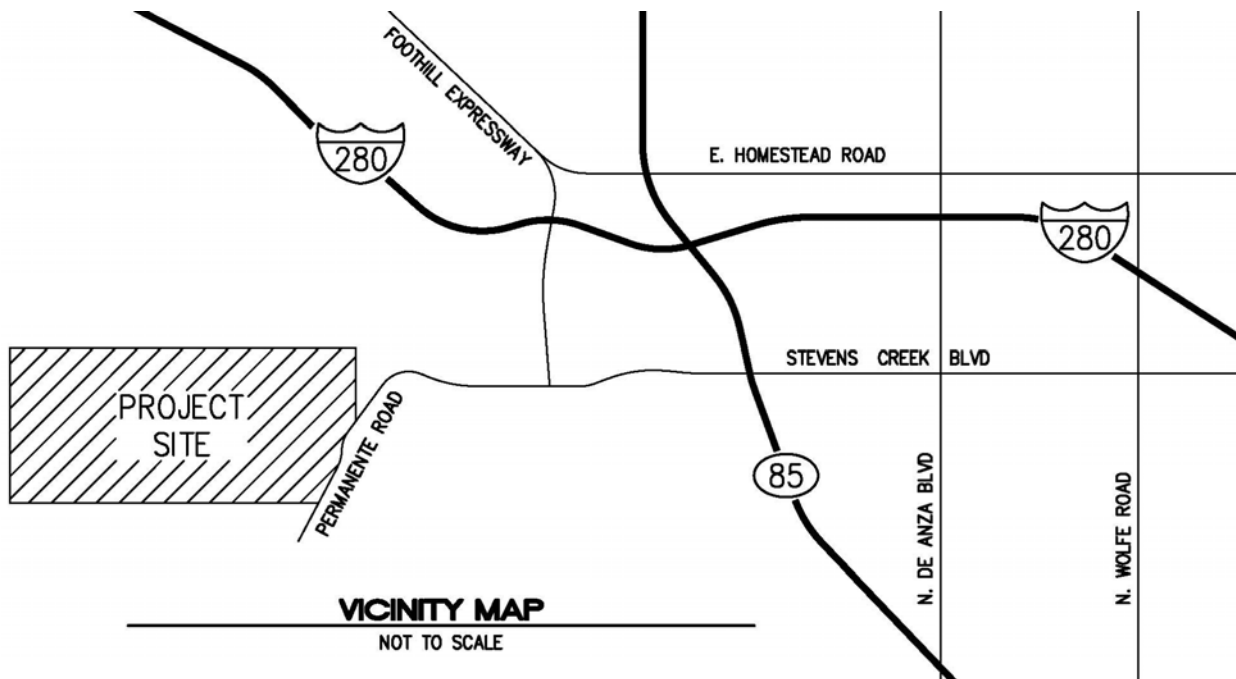 FOOTHILL EXPRESSWAY
280
E. HOMESTEAD ROAD
280
STEVENS CREEK BLVD
PROJECT
SITE
PERMANENTE ROAD
85
N. DE ANZA BLVD
N. WOLFE ROAD
VICINITY MAP
NOT TO SCALE